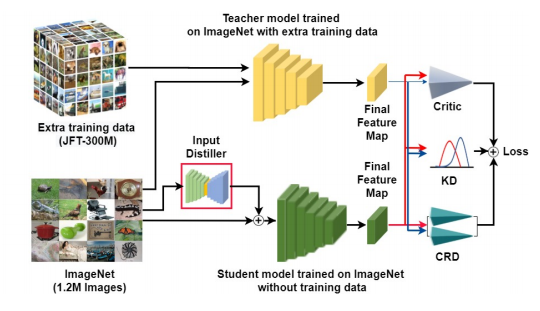 Teacher model trained
on ImageNet with extra training data
Extra training data
(JFT-300M)
Input
Distiller
Final
Feature
Map
Critic
Final
Feature
Map
KD
Loss
CRD
ImageNet
(1.2M Images)
Student model trained on ImageNet
without training data